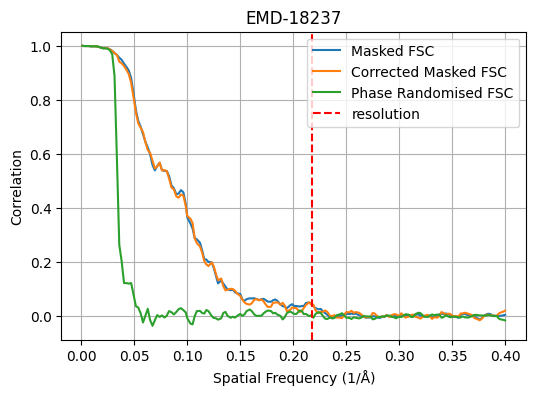 EMD-18237
Masked FSC
Corrected Masked FSC
Phase Randomised FSC
resolution
Correlation
1.0
0.8
0.6
0.4
0.2
0.0
0.00 0.05 0.10 0.15 0.20 0.25 0.30 0.35 0.40
Spatial Frequency (1/Å)